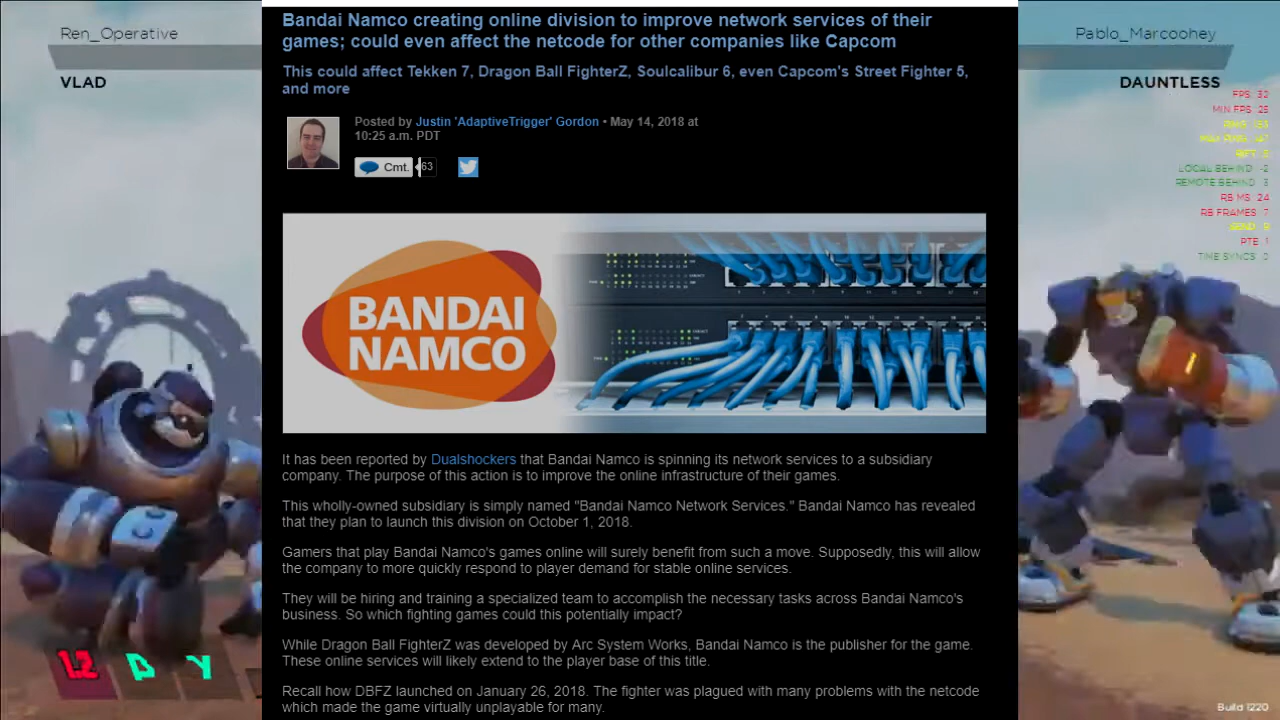 Ren_Operative
VLAD
Bandai Namco creating online division to improve network services of their
games; could even affect the netcode for other companies like Capcom
This could affect Tekken 7, Dragon Ball FighterZ, Soulcalibur 6, even Capcom's Street Fighter 5,
and more
Posted by Justin 'AdaptiveTrigger' Gordon • May 14, 2018 at
10:25 a.m. PDT
Cmt. 63
BANDAI
NAMCO
It has been reported by Dualshockers that Bandai Namco is spinning its network services to a subsidiary
company. The purpose of this action is to improve the online infrastructure of their games.
This wholly-owned subsidiary is simply named "Bandai Namco Network Services." Bandai Namco has revealed
that they plan to launch this division on October 1, 2018.
Gamers that play Bandai Namco's games online will surely benefit from such a move. Supposedly, this will allow
the company to more quickly respond to player demand for stable online services.
They will be hiring and training a specialized team to accomplish the necessary tasks across Bandai Namco's
business. So which fighting games could this potentially impact?
While Dragon Ball FighterZ was developed by Arc System Works, Bandai Namco is the publisher for the game.
These online services will likely extend to the player base of this title.
Recall how DBFZ launched on January 26, 2018. The fighter was plagued with many problems with the netcode
which made the game virtually unplayable for many.
Pablo_Marcoohey
DAUNTLESS
FPS: 32
MIN FPS: 25
LOCAL BEHIND: -2
REMOTE BEHIND: 3
RB MS: 24
RB FRAMES: 7
PTE: 1
TIME SYNCS: 0
Build 1220